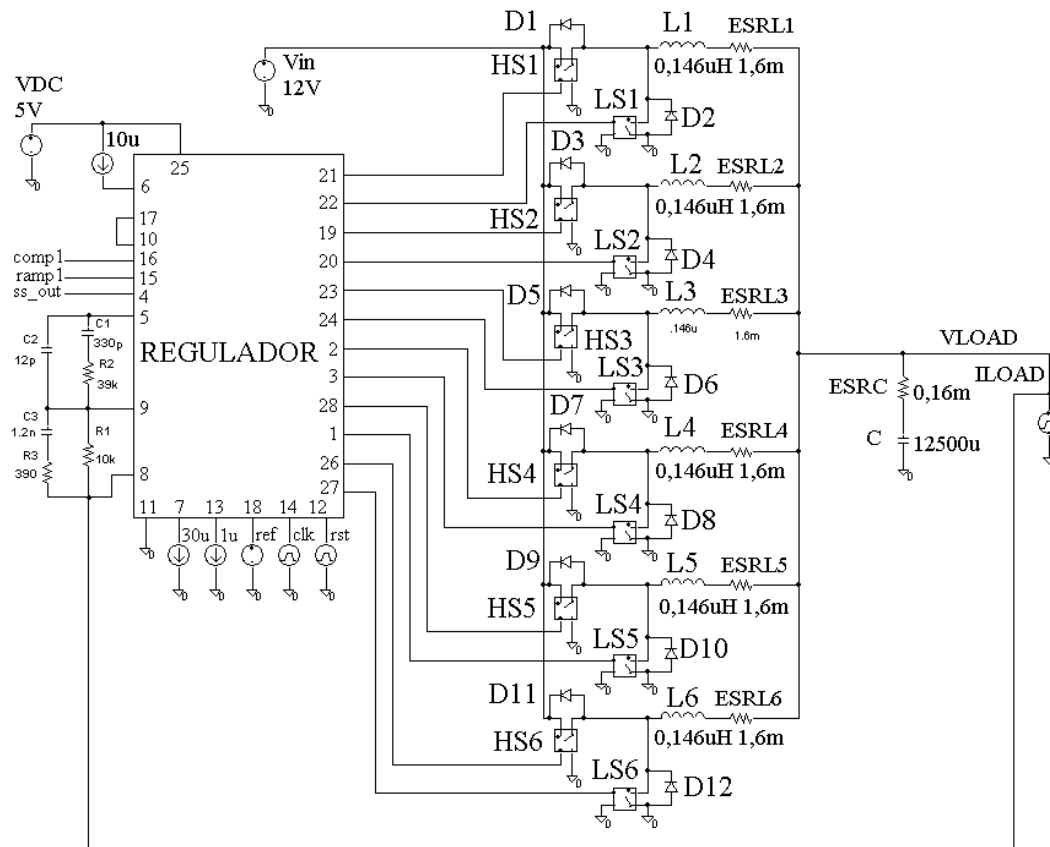 D1
L1
ESRL1
Vin
12V
HS1
0,146uH 1,6m
VDC
5V
LS1
D2
10u
D3
25
21
L2
ESRL2
6
22
HS2
0,146uH 1,6m
17
19
10
LS2
comp1
16
20
D4
ramp1
15
L3
ESRL3
ss_out
4
23
D5
.146u
1.6m
5
24
HS3
C1
330p
C2
12p
REGULADOR
2
LS3
VLOAD
R2
39k
3
D6
ILOAD
D7
ESRC
0,16m
9
28
L4
ESRL4
C3
1.2n
R1
10k
1
HS4
0,146uH 1,6m
C
12500u
R3
390
8
26
27
LS4
11
7
13
18
14
12
D8
30u
1u
ref
clk
rst
D9
L5
ESRL5
HS5
0,146uH 1,6m
LS5
D10
D11
L6
ESRL6
HS6
0,146uH 1,6m
LS6
D12